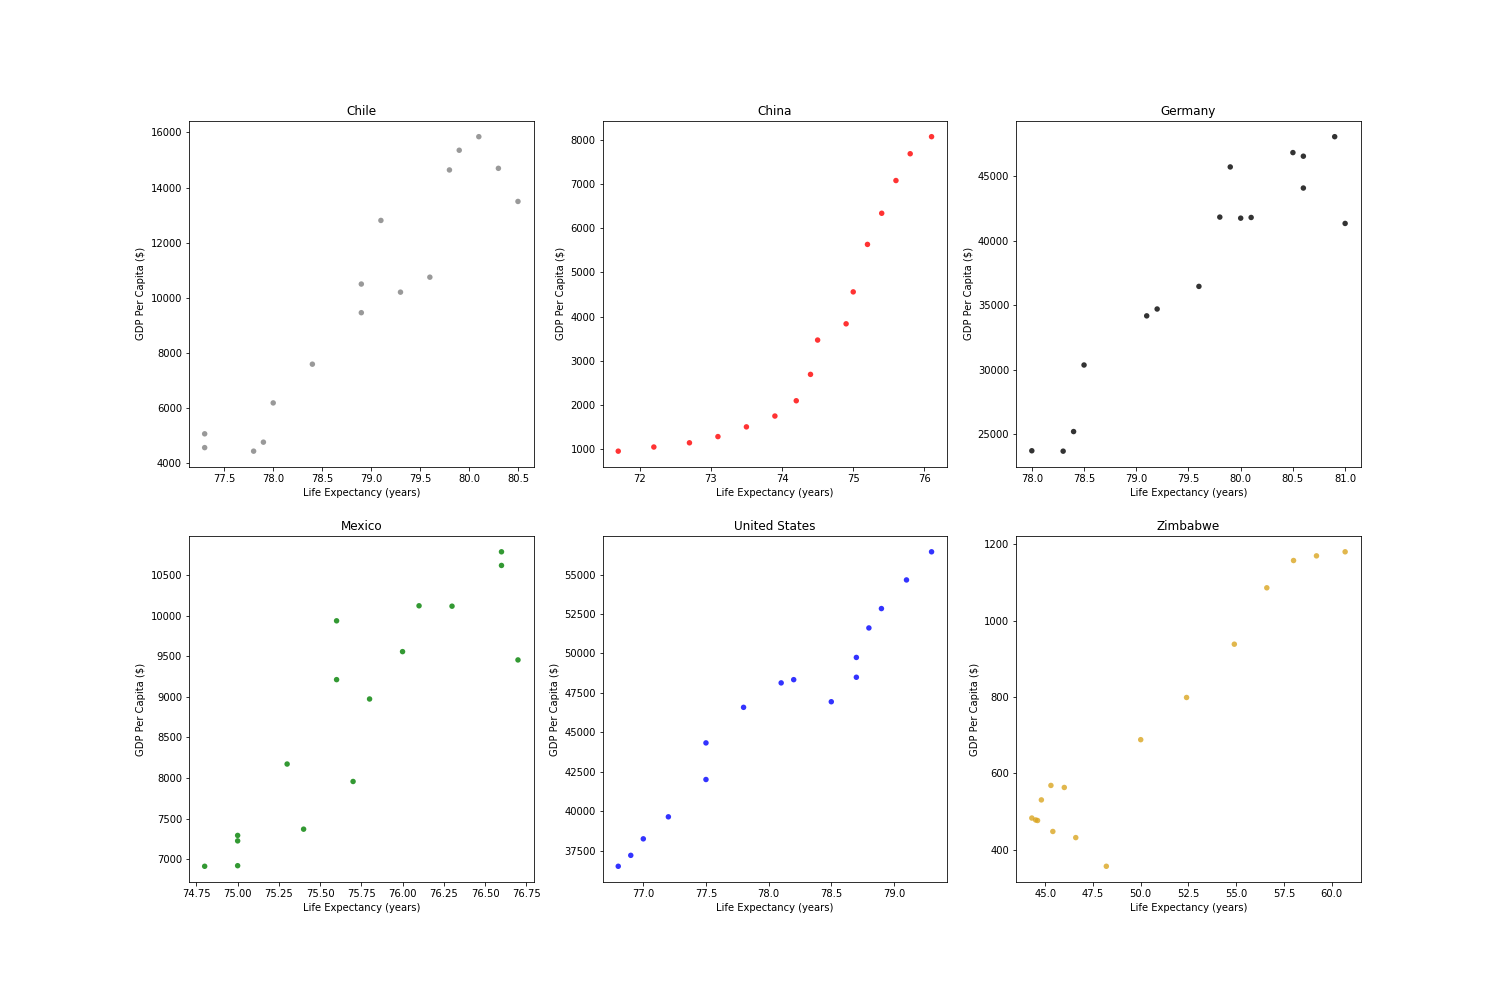 Chile
China
Germany
16000
14000
12000
10000
8000
6000
4000
GDP Per Capita ($)
77.5 78.0 78.5 79.0 79.5 80.0 80.5
Life Expectancy (years)
8000
7000
6000
5000
4000
3000
2000
1000
GDP Per Capita ($)
72 73 74 75 76
Life Expectancy (years)
45000
40000
35000
30000
25000
GDP Per Capita ($)
78.0 78.5 79.0 79.5 80.0 80.5 81.0
Life Expectancy (years)
Mexico
United States
Zimbabwe
10500
10000
9500
9000
8500
8000
7500
7000
GDP Per Capita ($)
74.75 75.00 75.25 75.50 75.75 76.00 76.25 76.50 76.75
Life Expectancy (years)
55000
52500
50000
47500
45000
42500
40000
37500
GDP Per Capita ($)
77.0 77.5 78.0 78.5 79.0
Life Expectancy (years)
1200
1000
800
600
400
GDP Per Capita ($)
45.0 47.5 50.0 52.5 55.0 57.5 60.0
Life Expectancy (years)